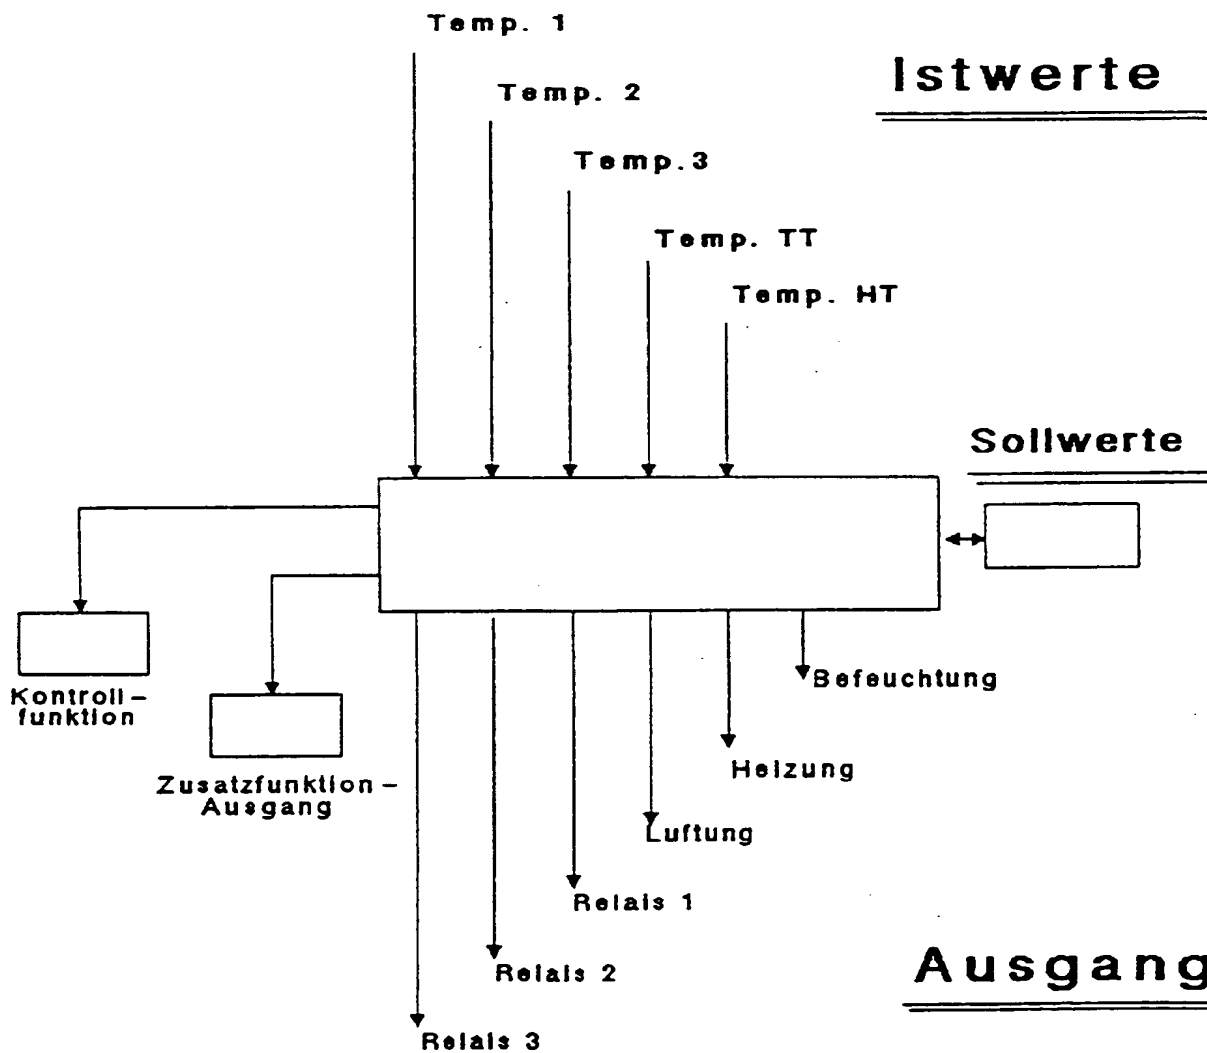 Temp. 1
Istwerte
Temp. 2
Temp.3
Temp. TT
Temp. HT
Sollwerte
Kontroll-
funktion
Befeuchtung
Zusatzfunktion-
Ausgang
Heizung
Luftung
Relais 1
Relais 2
Ausgang
Relais 3